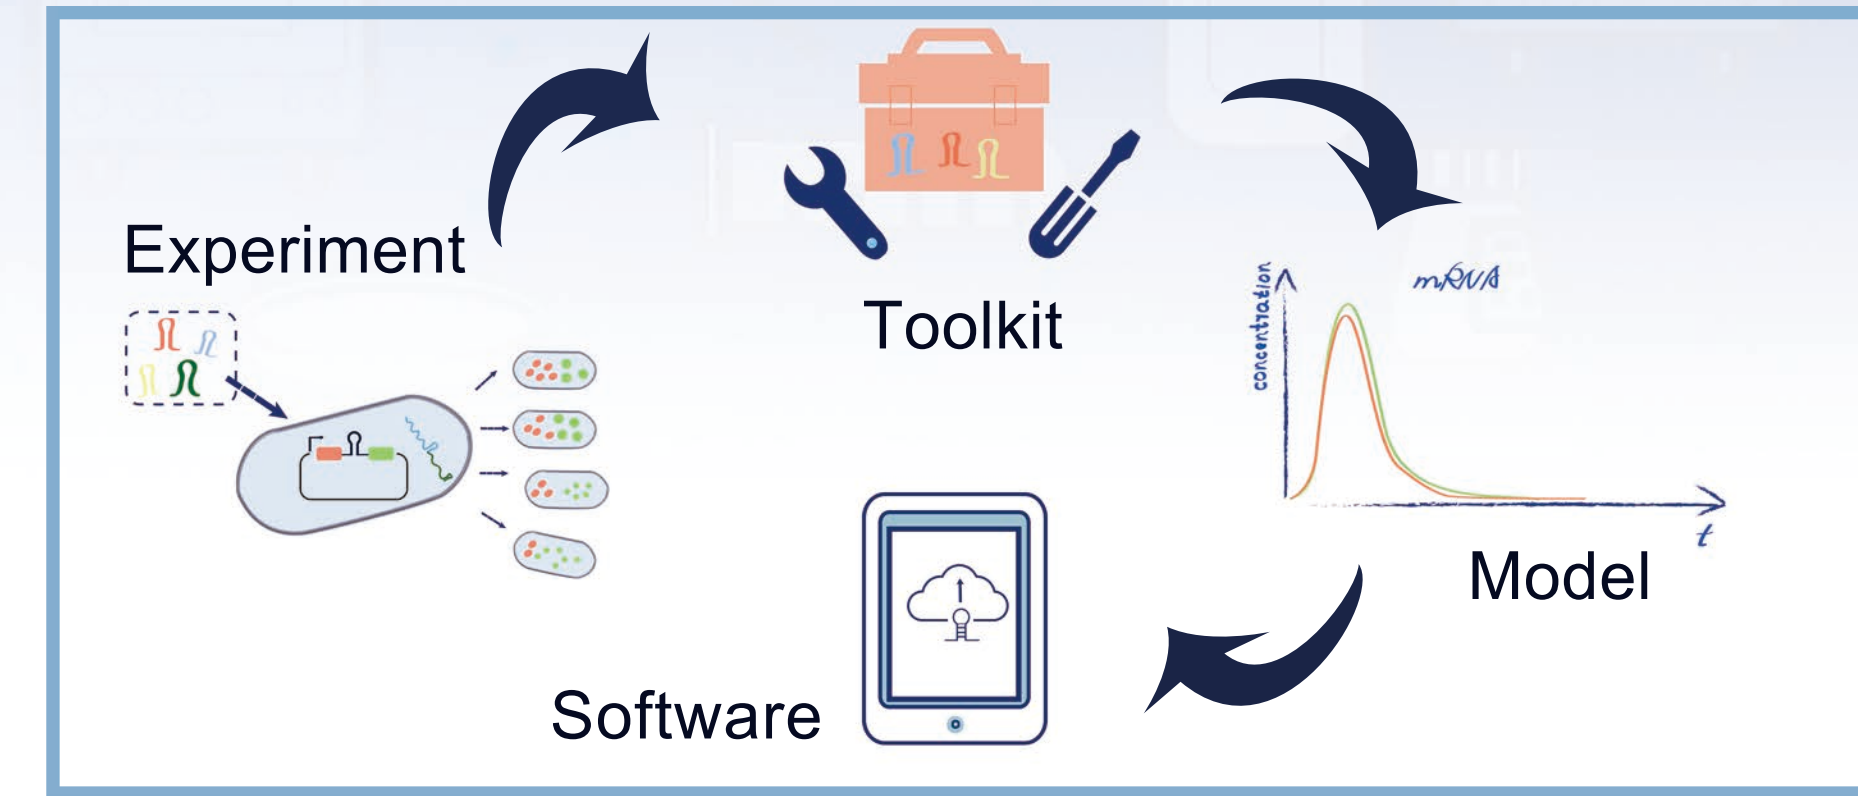 Experiment
Toolkit
concentration
mRNA
t
Model
Software